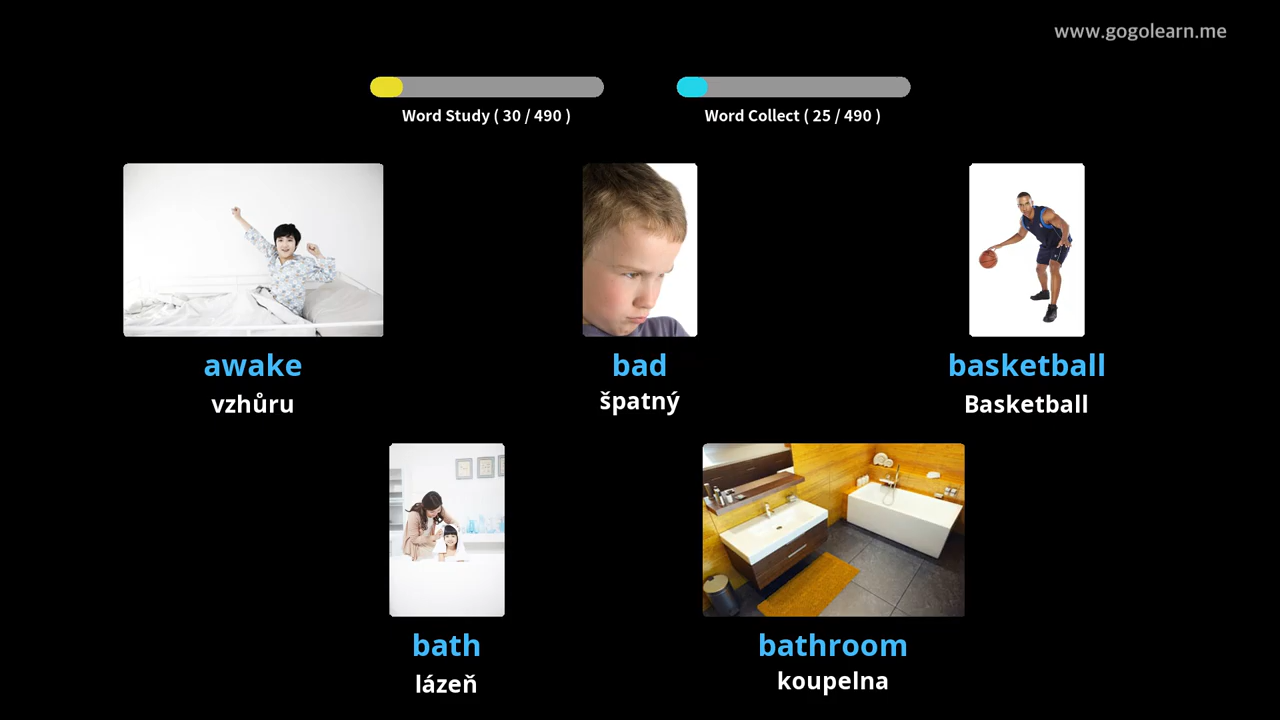 www.gogolearn.me
Word Study ( 30 / 490 )
Word Collect ( 25 / 490 )
awake
vzhůru
bad
špatný
basketball
Basketball
bath
lázeň
bathroom
koupelna